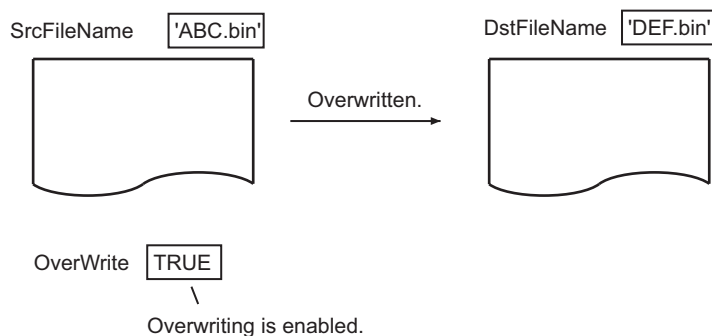 SrcFileName 'ABC.bin' DstFileName 'DEF.bin'
Overwritten.
OverWrite TRUE
Overwriting is enabled.